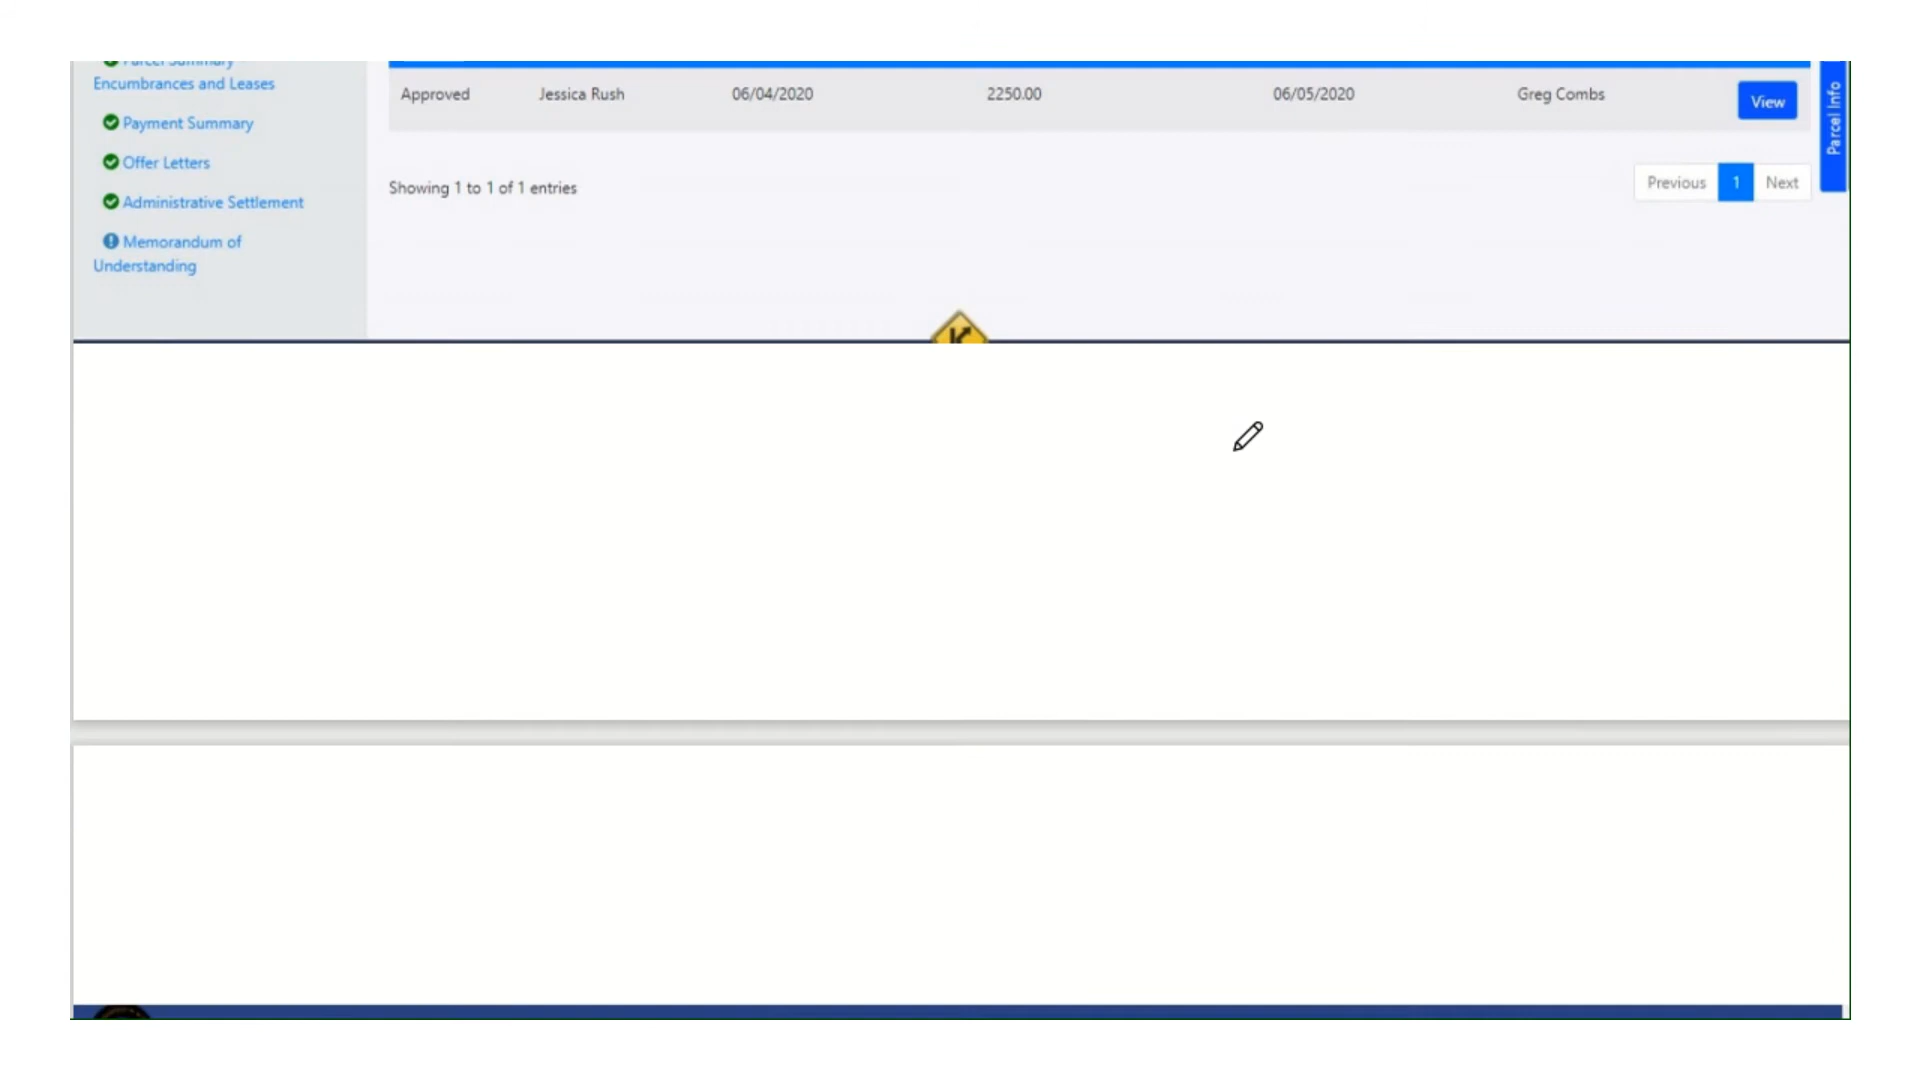 Parcel Summary
Encumbrances and Leases
Payment Summary
Offer Letters
Administrative Settlement
Memorandum of
Understanding
Approved Jessica Rush 06/04/2020 2250.00 06/05/2020 Greg Combs View
Showing 1 to 1 of 1 entries
Previous 1 Next
Parcel Info